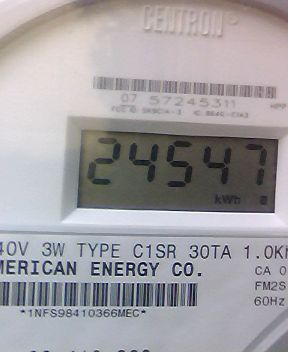 CENTRON
07 57245311
24547
kWh
40V 3W TYPE C1SR 30TA 1.0K
MERICAN ENERGY CO.
CA 0
FM2S
60Hz
*1NFS98410366MEC*